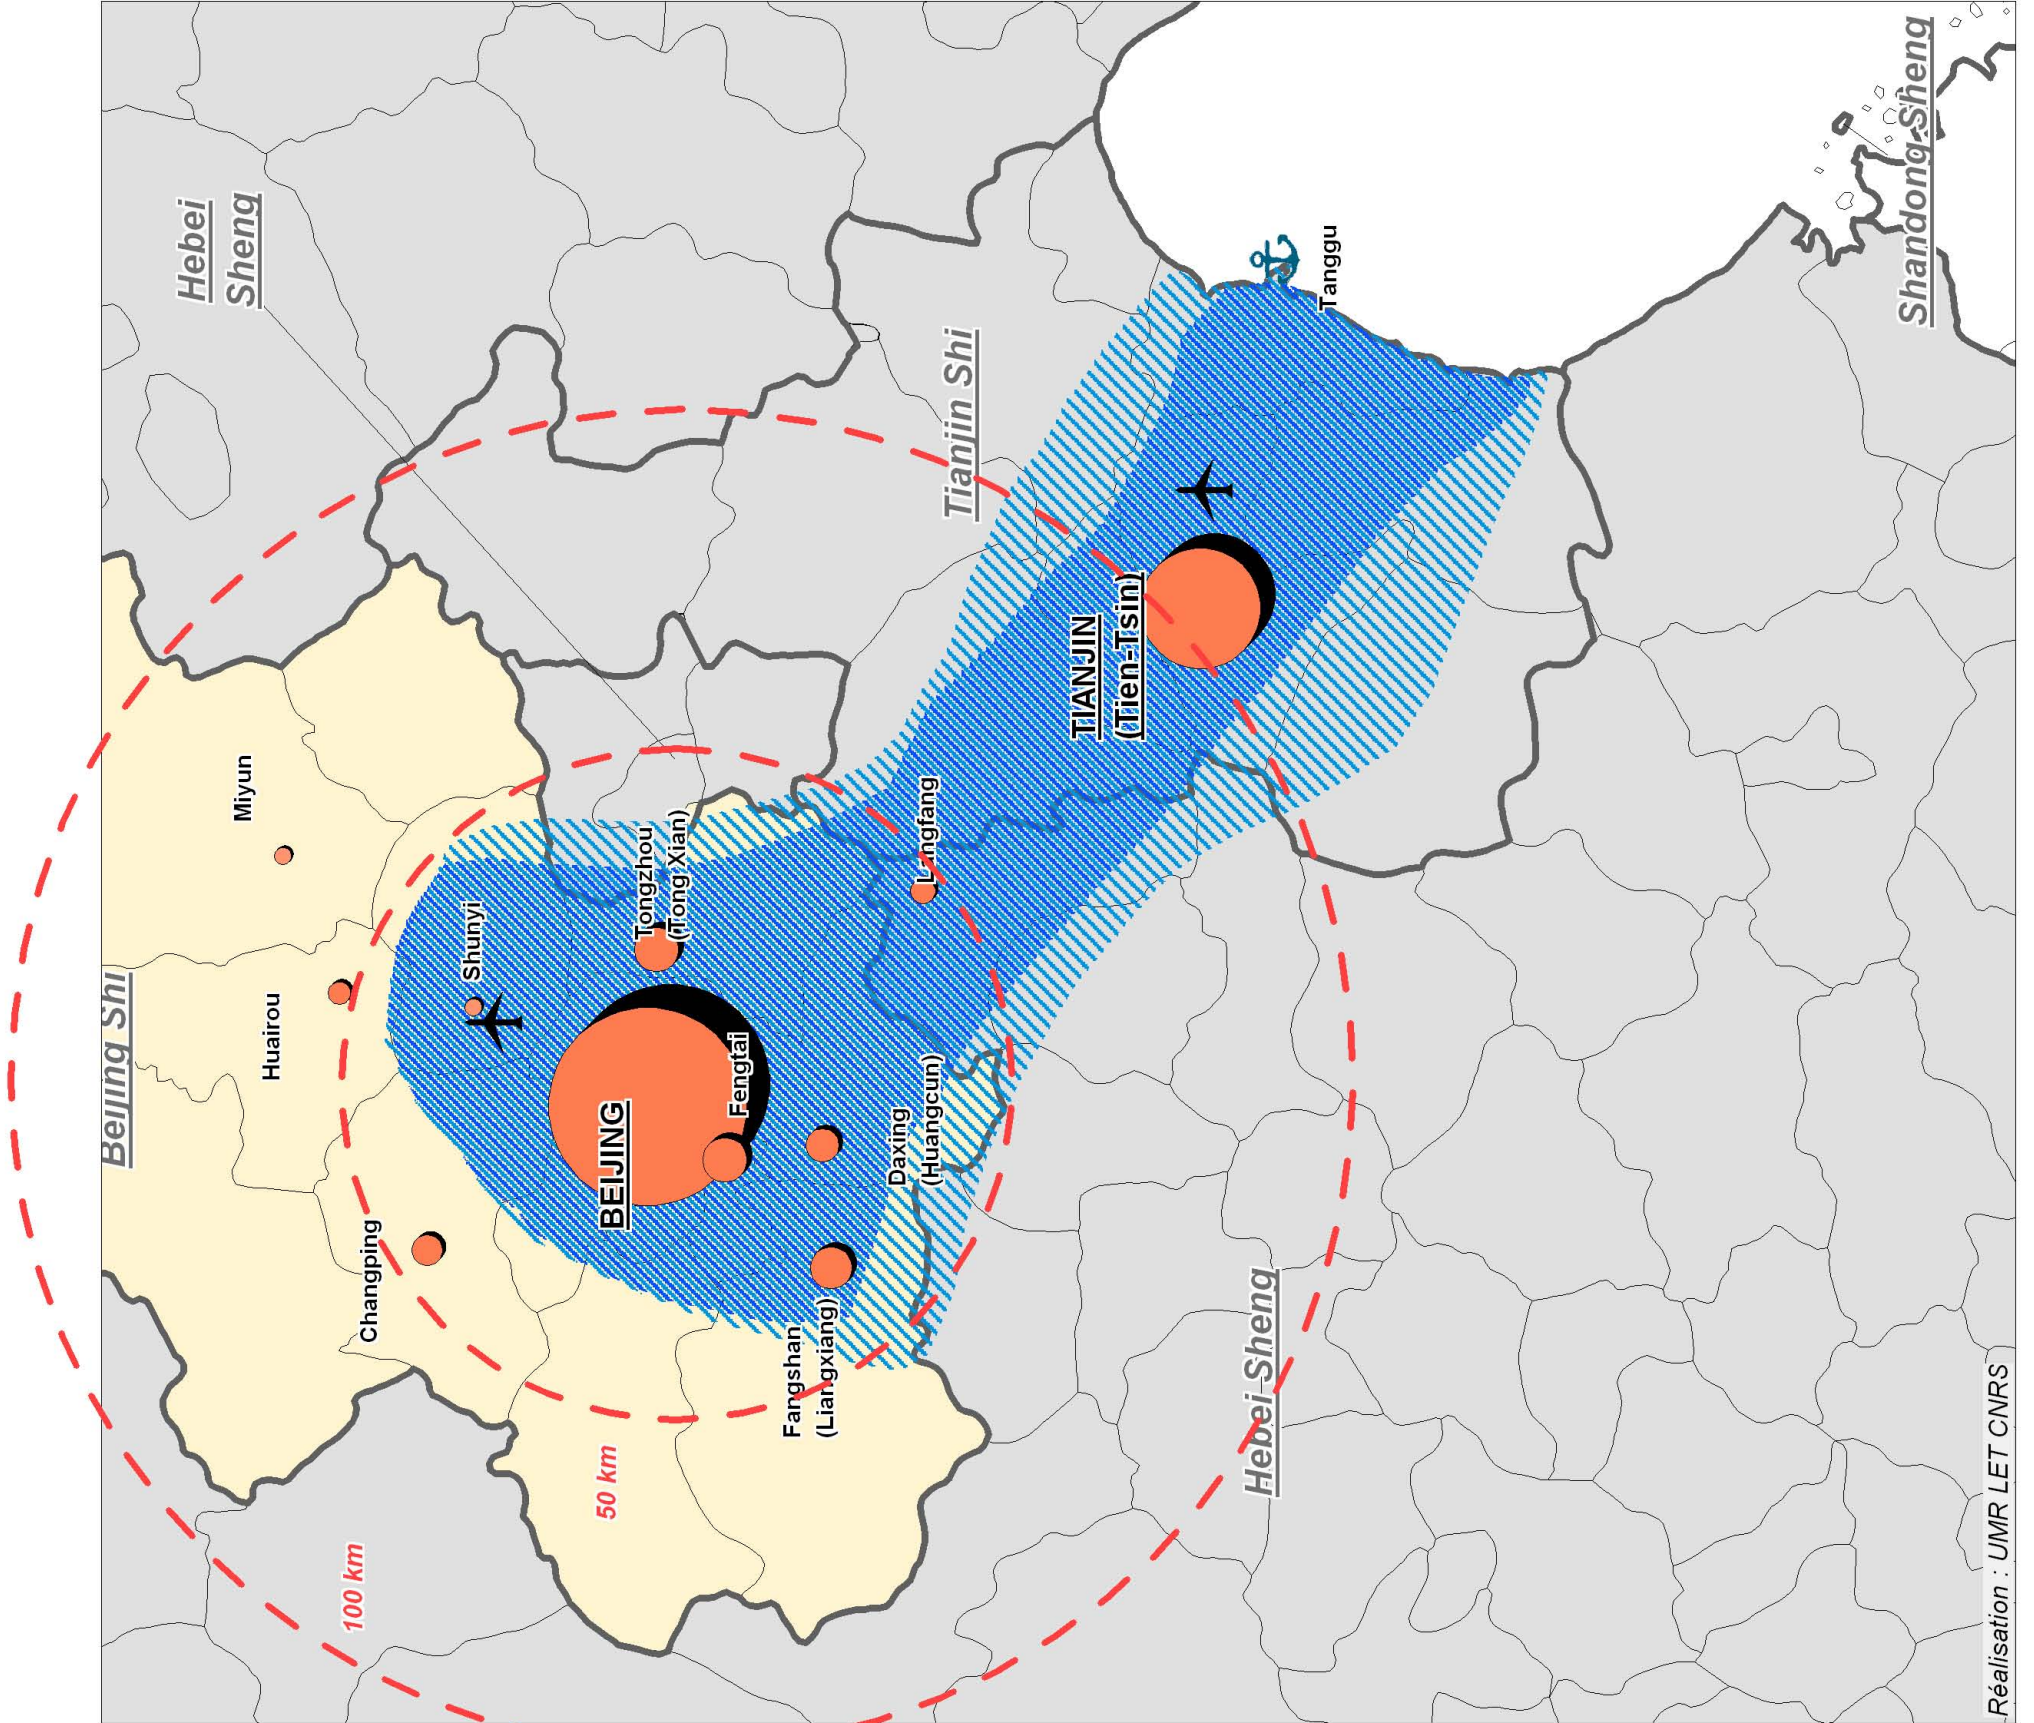 Beijing Shi
Hebei
Sheng
Miyun
Huairou
Changping
100 km
Shunyi
50 km
BEIJING
Tongzhou
(Tong Xian)
Fengtai
Fangshan
(Liangxiang)
Daxing
(Huangcun)
Langfang
Tianjin Shi
TIANJIN
(Tien-Tsin)
Hebei Sheng
Tanggu
Shandong Sheng
Réalisation : UMR LET CNRS